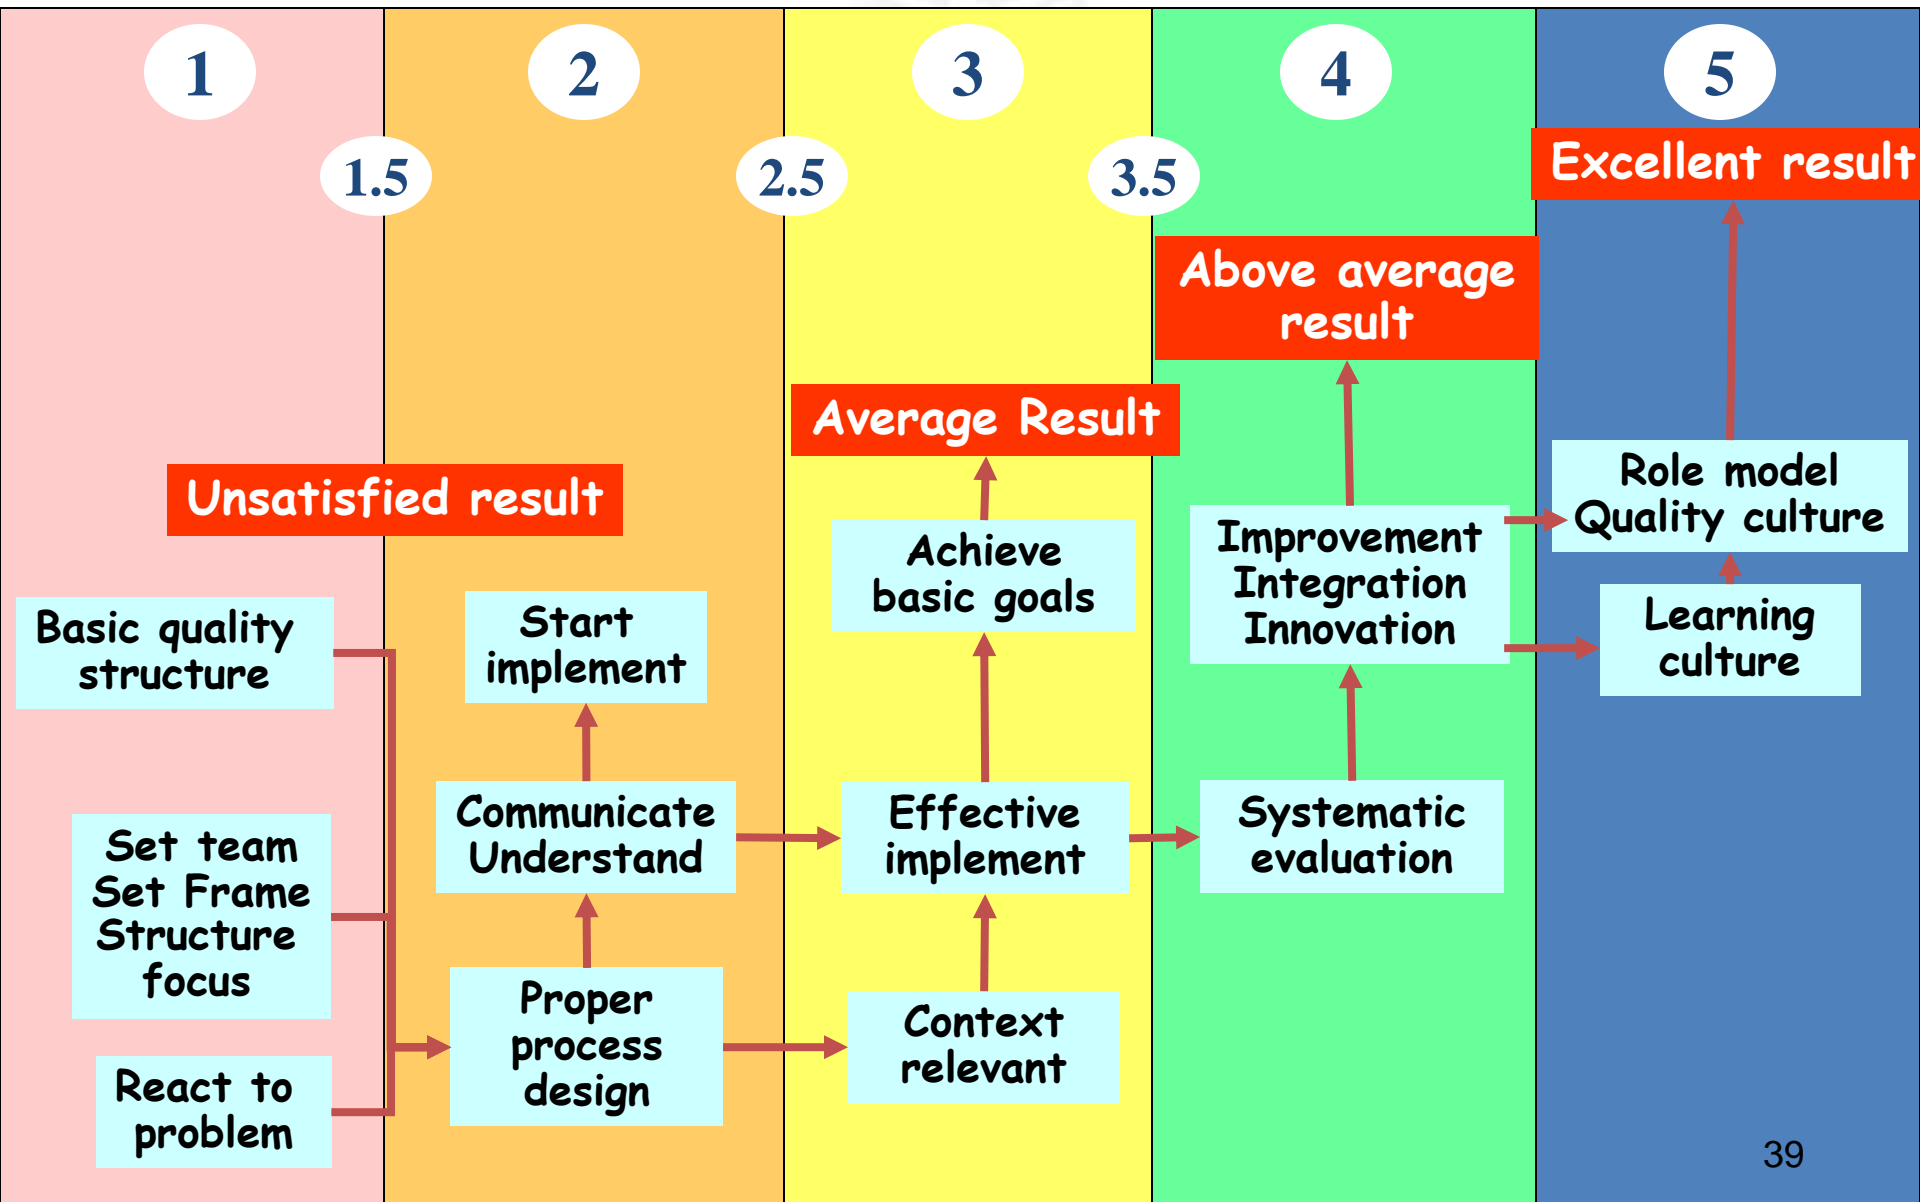 1
2
3
4
5
1.5
2.5
3.5
Excellent result
Above average
result
Average Result
Unsatisfied result
Basic quality
structure
Set team
Set Frame
Structure
focus
React to
problem
Start
implement
Communicate
Understand
Proper
process
design
Achieve
basic goals
Effective
implement
Context
relevant
Improvement
Integration
Innovation
Systematic
evaluation
Role model
Quality culture
Learning
culture
39